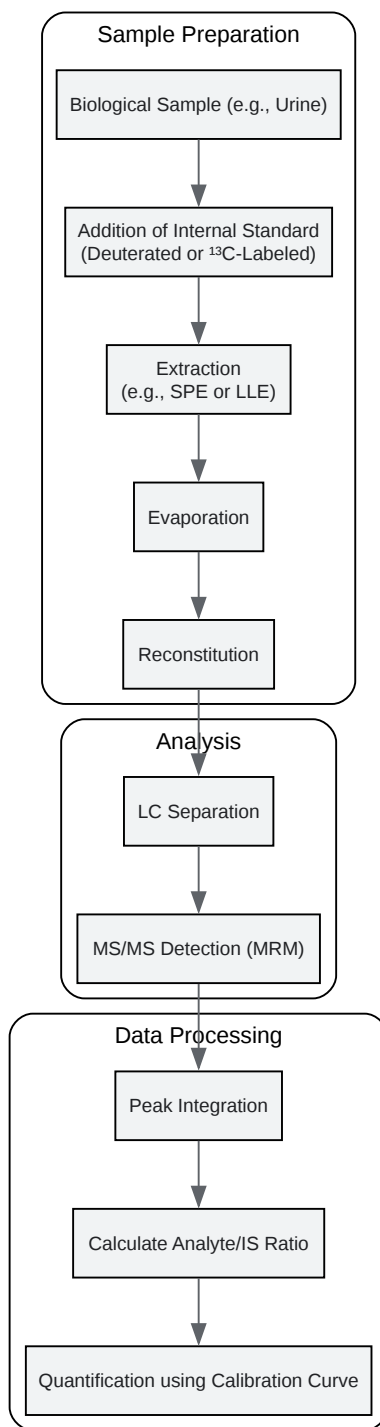 Sample Preparation
Biological Sample (e.g., Urine)
Addition of Internal Standard
(Deuterated or ¹³C-Labeled)
Extraction
(e.g., SPE or LLE)
Evaporation
Reconstitution
Analysis
LC Separation
MS/MS Detection (MRM)
Data Processing
Peak Integration
Calculate Analyte/IS Ratio
Quantification using Calibration Curve